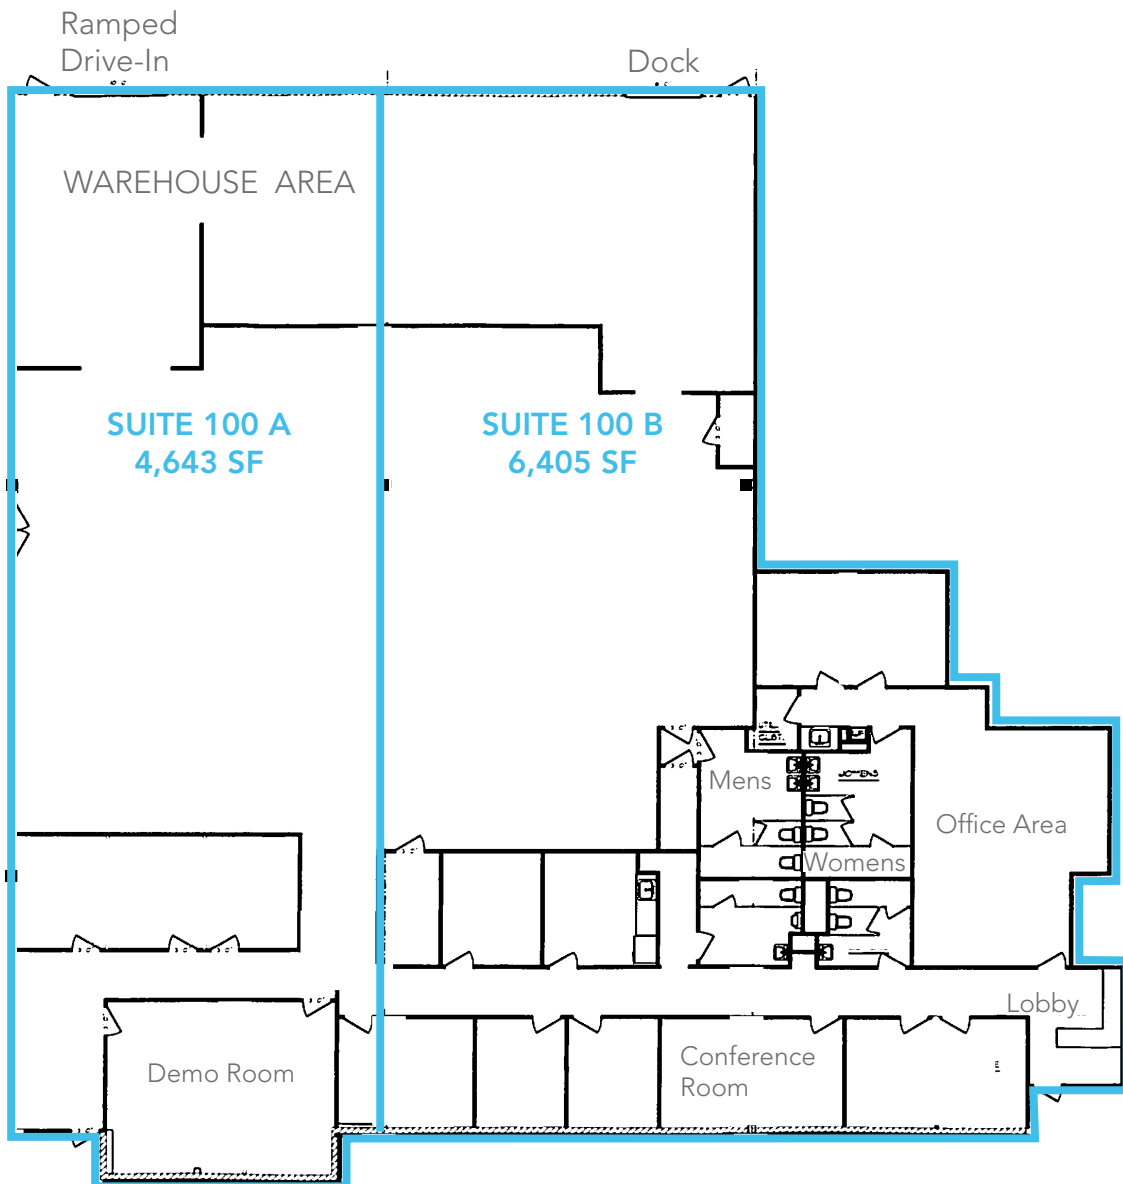 Ramped
Drive-In
Dock
WAREHOUSE AREA
SUITE 100 A
4,643 SF
SUITE 100 B
6,405 SF
Mens
WOMENS
Office Area
Womens
Lobby
Demo Room
Conference
Room